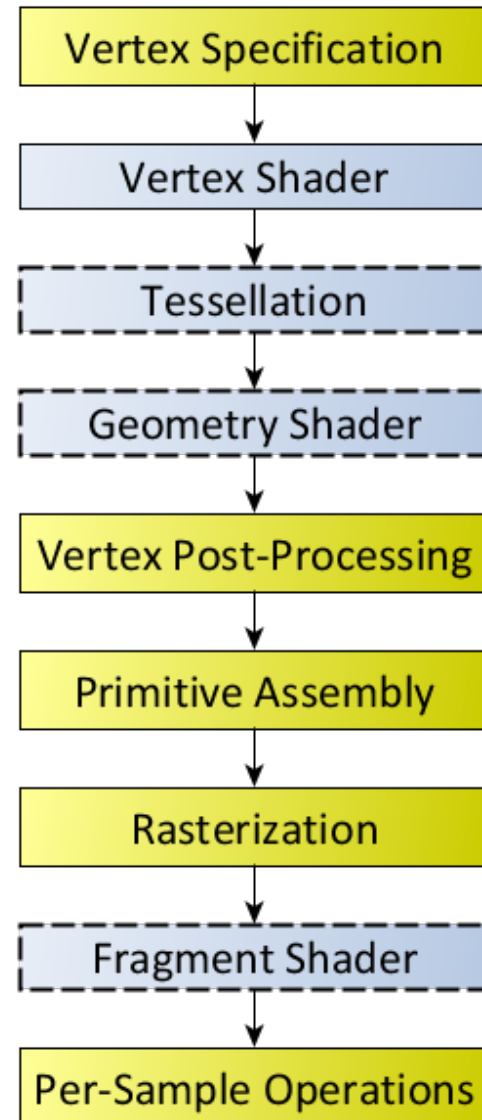 Vertex Specification
Vertex Shader
Tessellation
Geometry Shader
Vertex Post-Processing
Primitive Assembly
Rasterization
Fragment Shader
Per-Sample Operations